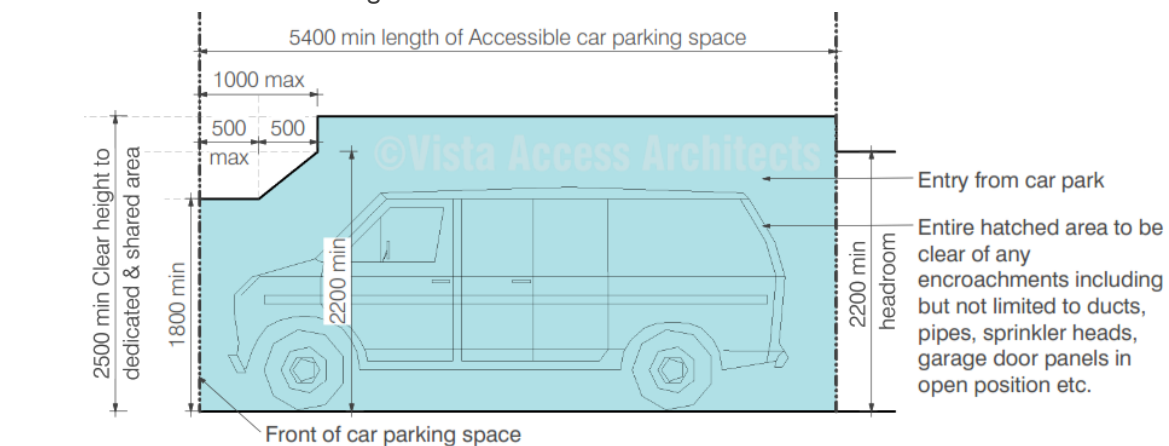 5400 min length of Accessible car parking space
1000 max
500 500
max
©Vista Access Architects
2500 min Clear height to
dedicated & shared area
1800 min
2200 min
2200 min
headroom
Entry from car park
Entire hatched area to be
clear of any
encroachments including
but not limited to ducts,
pipes, sprinkler heads,
garage door panels in
open position etc.
Front of car parking space